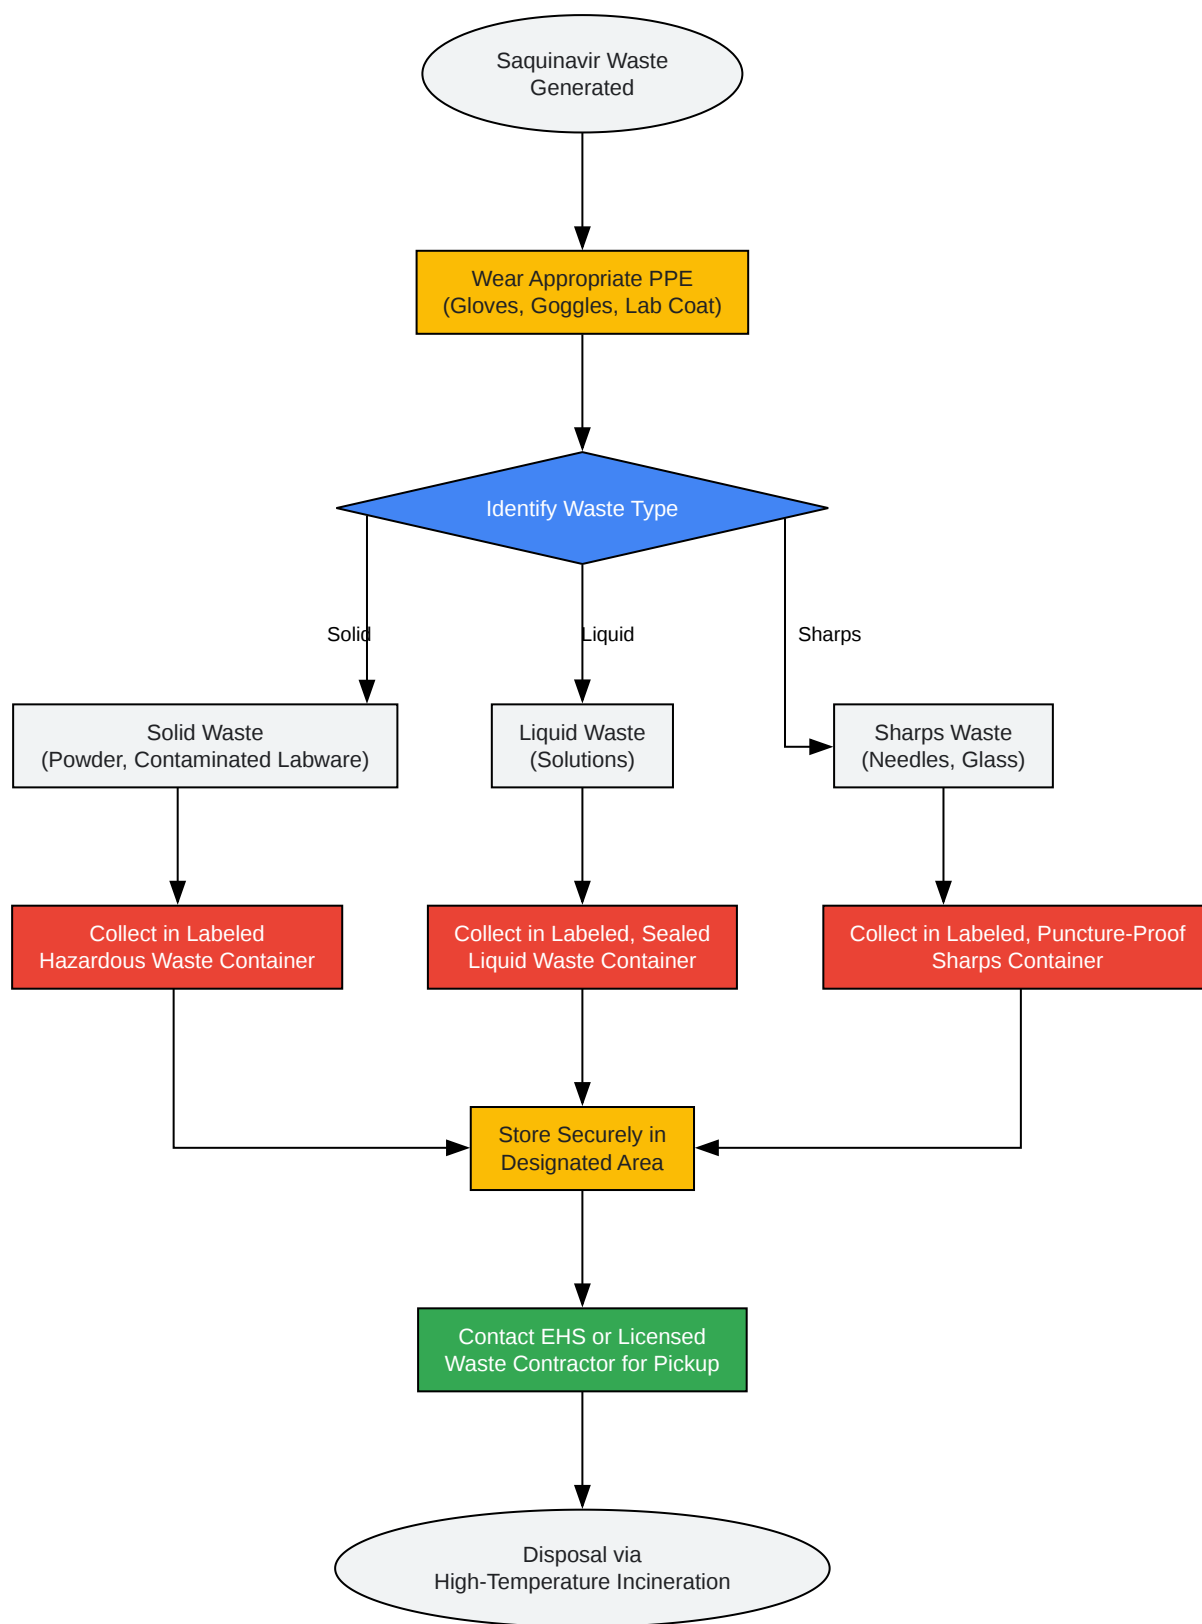 Saquinavir Waste
Generated
Wear Appropriate PPE
(Gloves, Goggles, Lab Coat)
Identify Waste Type
Solid
Liquid
Sharps
Solid Waste
(Powder, Contaminated Labware)
Liquid Waste
(Solutions)
Sharps Waste
(Needles, Glass)
Collect in Labeled
Hazardous Waste Container
Collect in Labeled, Sealed
Liquid Waste Container
Collect in Labeled, Puncture-Proof
Sharps Container
Store Securely in
Designated Area
Contact EHS or Licensed
Waste Contractor for Pickup
Disposal via
High-Temperature Incineration